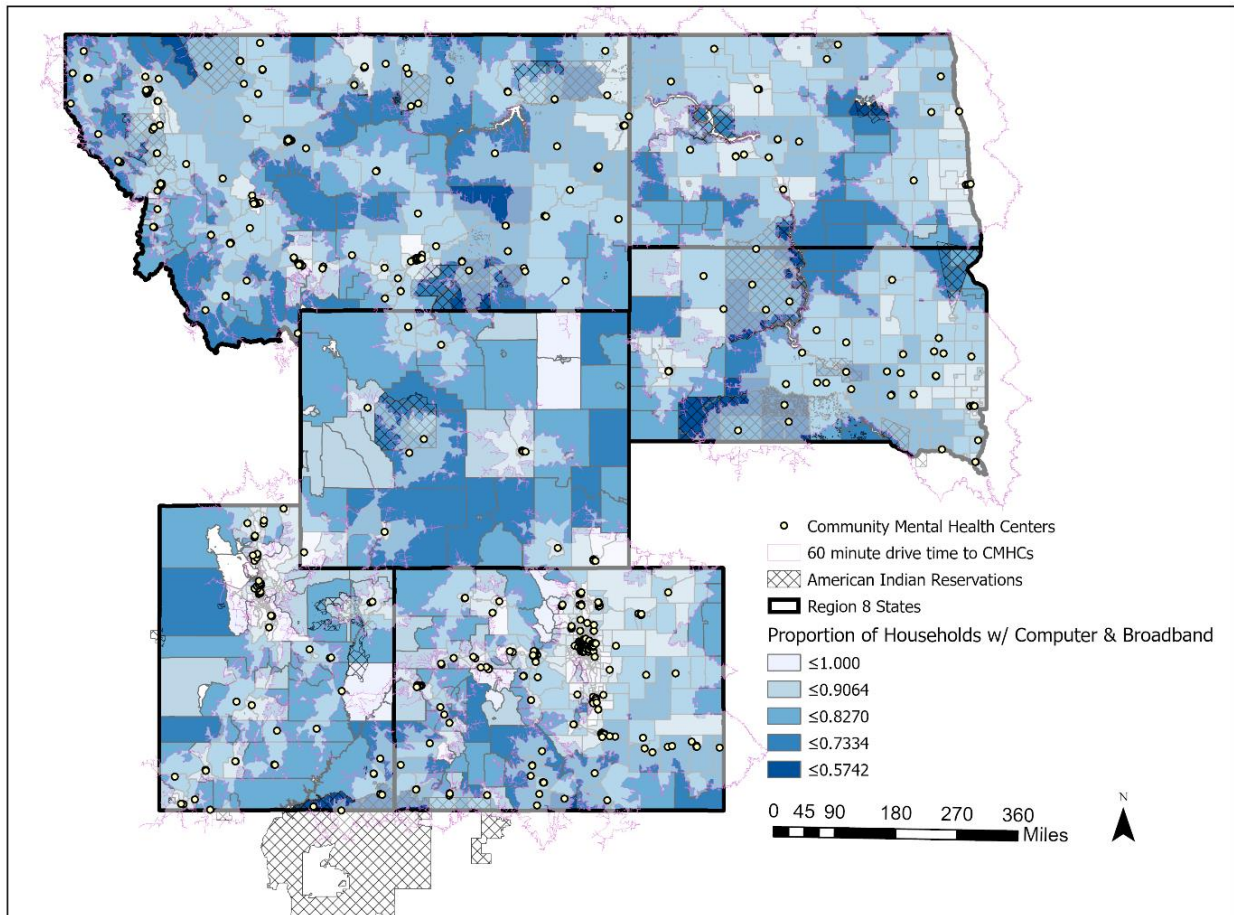 Community Mental Health Centers
60 minute drive time to CMHCs
American Indian Reservations
Region 8 States
Proportion of Households w/ Computer & Broadband
≤1.000
≤0.9064
≤0.8270
≤0.7334
≤0.5742
0 45 90 180 270 360
Miles
N